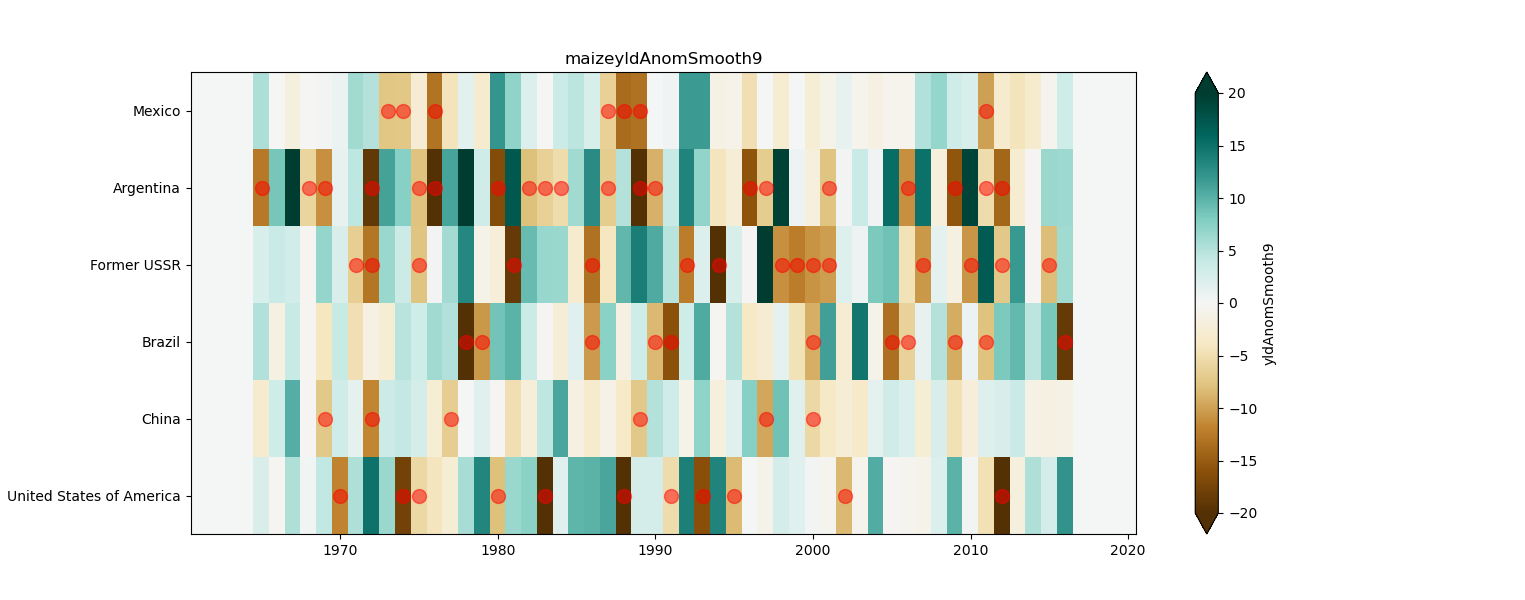 maizeyldAnomSmooth9
Mexico
Argentina
Former USSR
Brazil
China
United States of America
1970
1980
1990
2000
2010
2020
20
15
10
5
0
−5
−10
−15
−20
yldAnomSmooth9